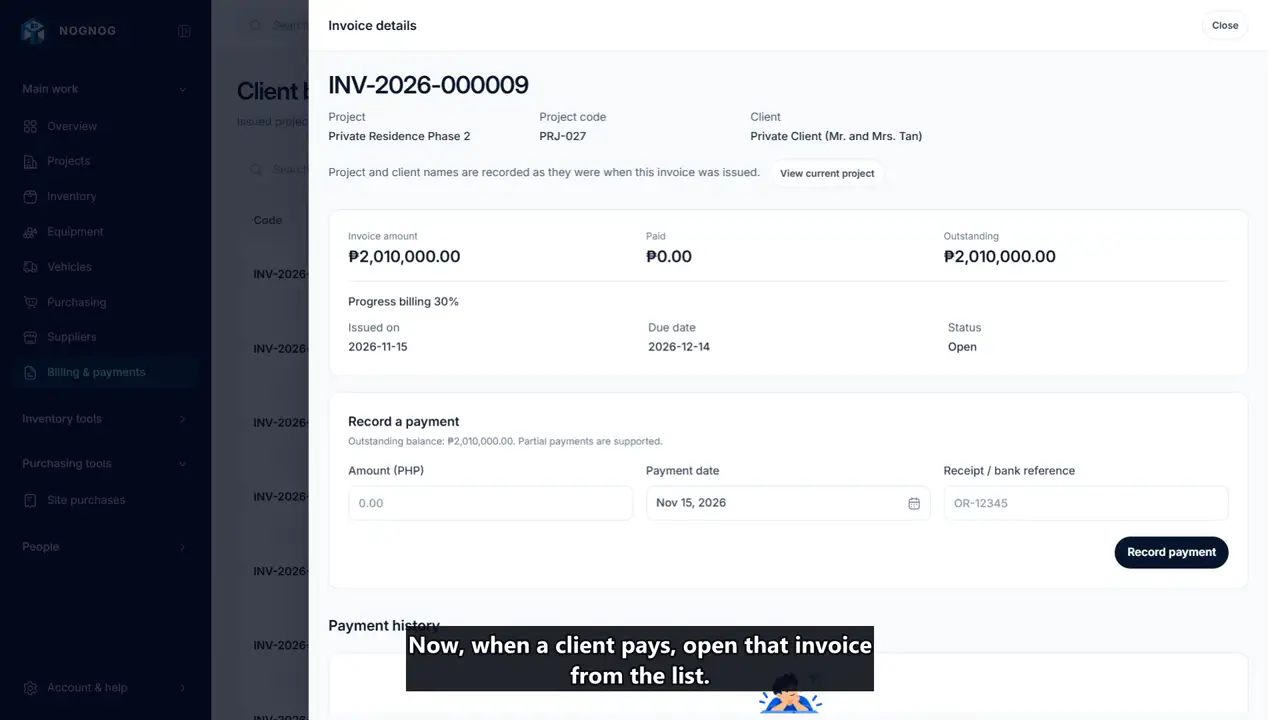 NOGNOG
Main work
Overview
Projects
Inventory
Equipment
Vehicles
Purchasing
Suppliers
Billing & payments
Inventory tools
Purchasing tools
Site purchases
People
Account & help
Search
Client b
Issued projec
Search
Code
INV-2026
INV-2026
INV-2026
INV-2026
INV-2026
INV-2026
INV-2026
Invoice details
Close
INV-2026-000009
Project Project code Client
Private Residence Phase 2 PRJ-027 Private Client (Mr. and Mrs. Tan)
Project and client names are recorded as they were when this invoice was issued. View current project
Invoice amount Paid Outstanding
₱2,010,000.00 ₱0.00 ₱2,010,000.00
Progress billing 30%
Issued on Due date Status
2026-11-15 2026-12-14 Open
Record a payment
Outstanding balance: ₱2,010,000.00. Partial payments are supported.
Amount (PHP) Payment date Receipt / bank reference
0.00 Nov 15, 2026 OR-12345
Record payment
Payment history
Now, when a client pays, open that invoice
from the list.